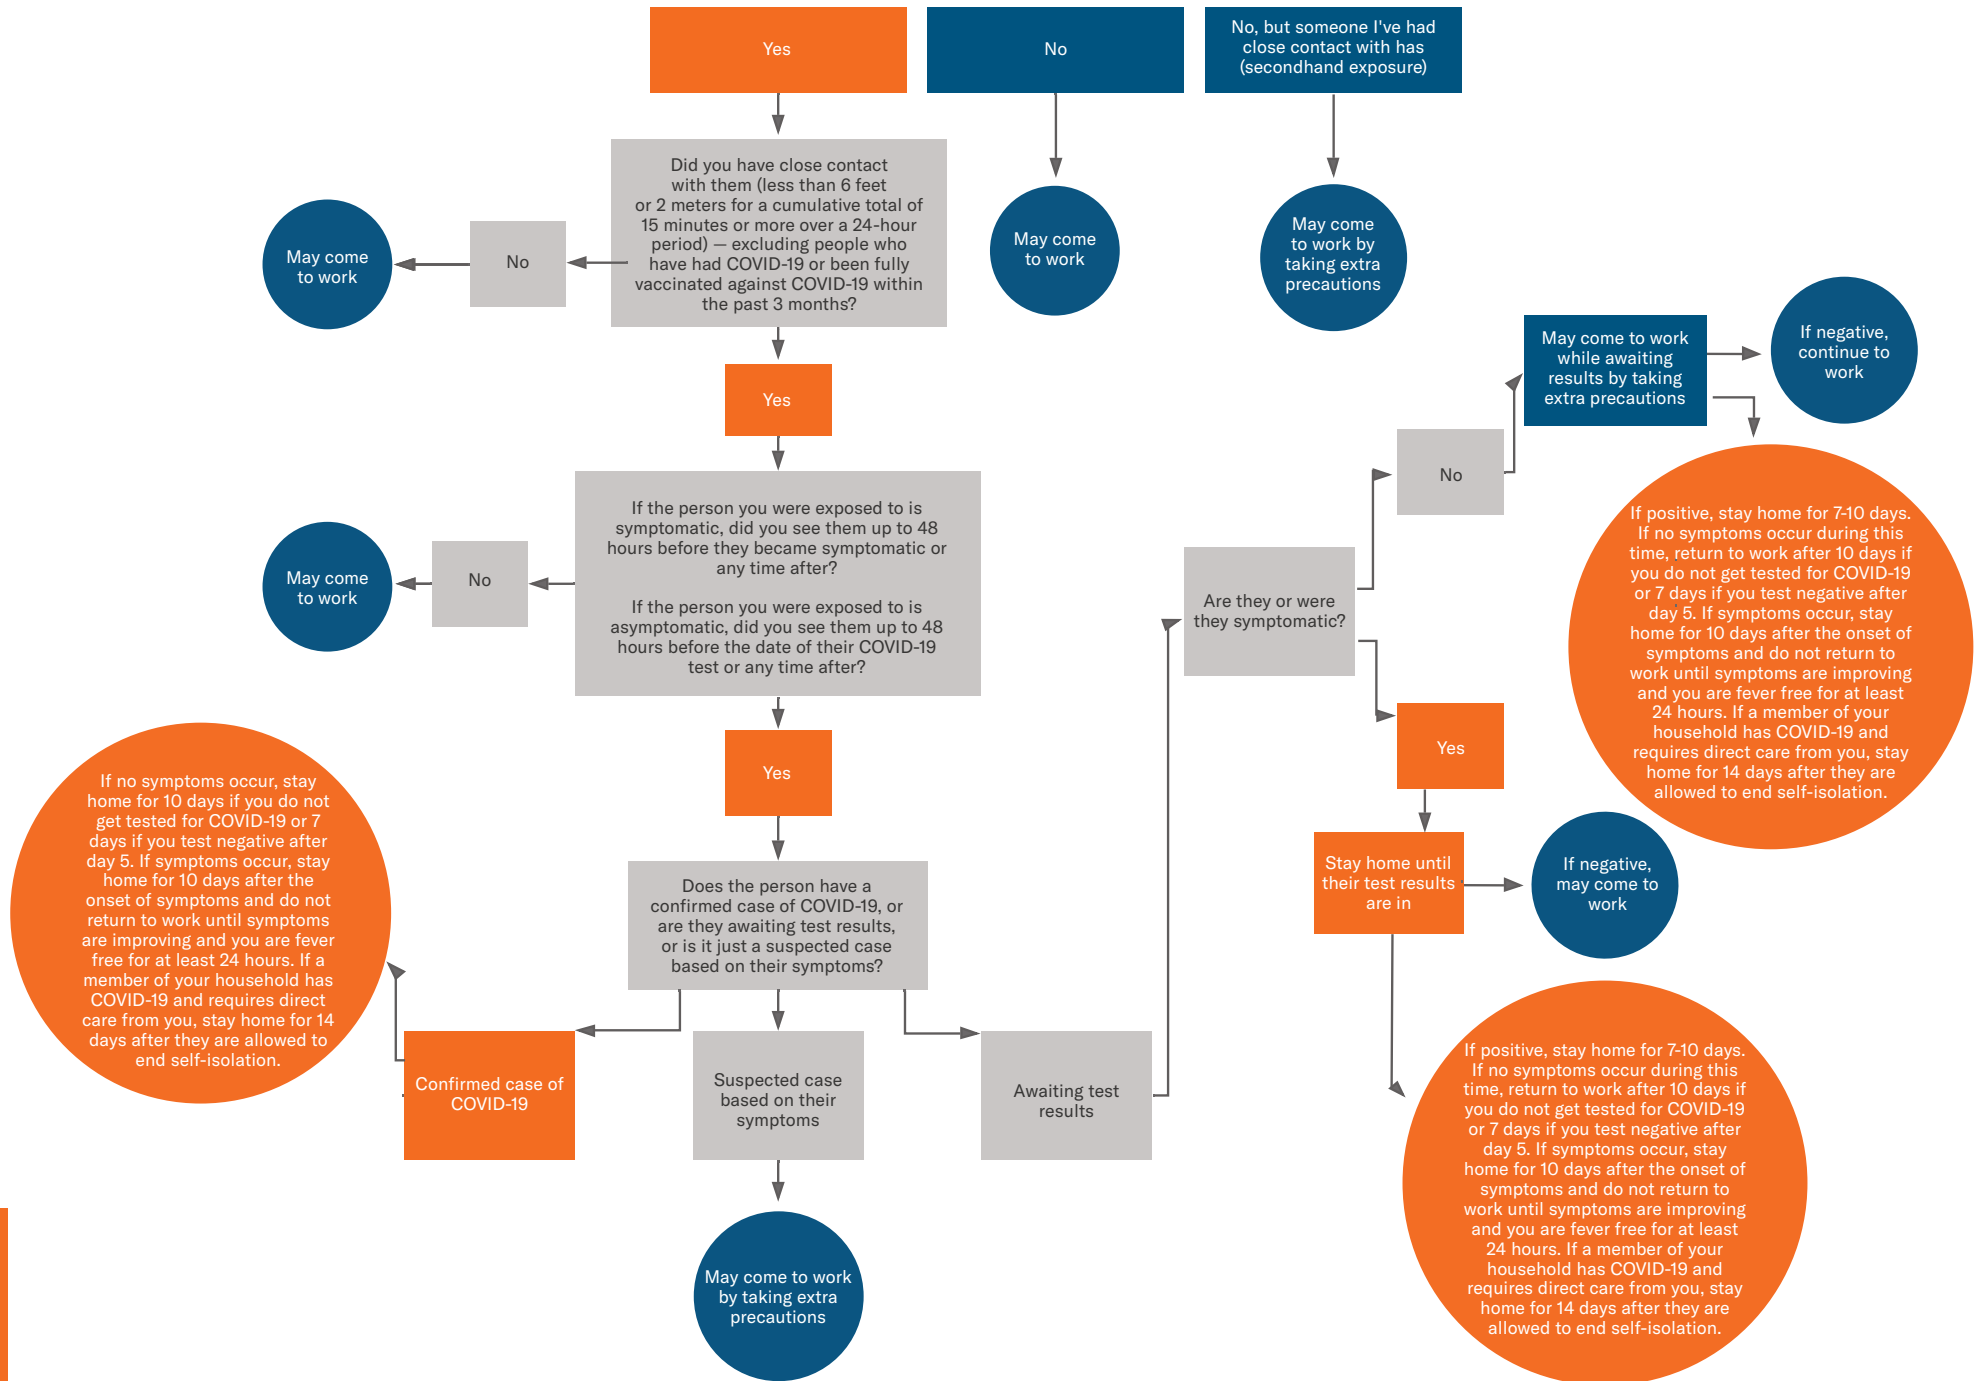 Yes
No
No, but someone I've had
close contact with has
(secondhand exposure)
Did you have close contact
with them (less than 6 feet
or 2 meters for a cumulative total of
15 minutes or more over a 24-hour
period) — excluding people who
have had COVID-19 or been fully
vaccinated against COVID-19 within
the past 3 months?
No
May come
to work
May come
to work
May come
to work by
taking extra
precautions
Yes
If the person you were exposed to is
symptomatic, did you see them up to 48
hours before they became symptomatic or
any time after?
If the person you were exposed to is
asymptomatic, did you see them up to 48
hours before the date of their COVID-19
test or any time after?
No
May come
to work
Yes
Does the person have a
confirmed case of COVID-19, or
are they awaiting test results,
or is it just a suspected case
based on their symptoms?
Confirmed case of
COVID-19
If no symptoms occur, stay
home for 10 days if you do not
get tested for COVID-19 or 7
days if you test negative after
day 5. If symptoms occur, stay
home for 10 days after the
onset of symptoms and do not
return to work until symptoms
are improving and you are fever
free for at least 24 hours. If a
member of your household has
COVID-19 and requires direct
care from you, stay home for 14
days after they are allowed to
end self-isolation.
Suspected case
based on their
symptoms
May come to work
by taking extra
precautions
Awaiting test
results
Are they or were
they symptomatic?
No
May come to work
while awaiting
results by taking
extra precautions
If negative,
continue to
work
If positive, stay home for 7-10 days.
If no symptoms occur during this
time, return to work after 10 days if
you do not get tested for COVID-19
or 7 days if you test negative after
day 5. If symptoms occur, stay
home for 10 days after the onset of
symptoms and do not return to
work until symptoms are improving
and you are fever free for at least
24 hours. If a member of your
household has COVID-19 and
requires direct care from you, stay
home for 14 days after they are
allowed to end self-isolation.
Yes
Stay home until
their test results
are in
If negative,
may come to
work
If positive, stay home for 7-10 days.
If no symptoms occur during this
time, return to work after 10 days if
you do not get tested for COVID-19
or 7 days if you test negative after
day 5. If symptoms occur, stay
home for 10 days after the onset of
symptoms and do not return to
work until symptoms are improving
and you are fever free for at least
24 hours. If a member of your
household has COVID-19 and
requires direct care from you, stay
home for 14 days after they are
allowed to end self-isolation.